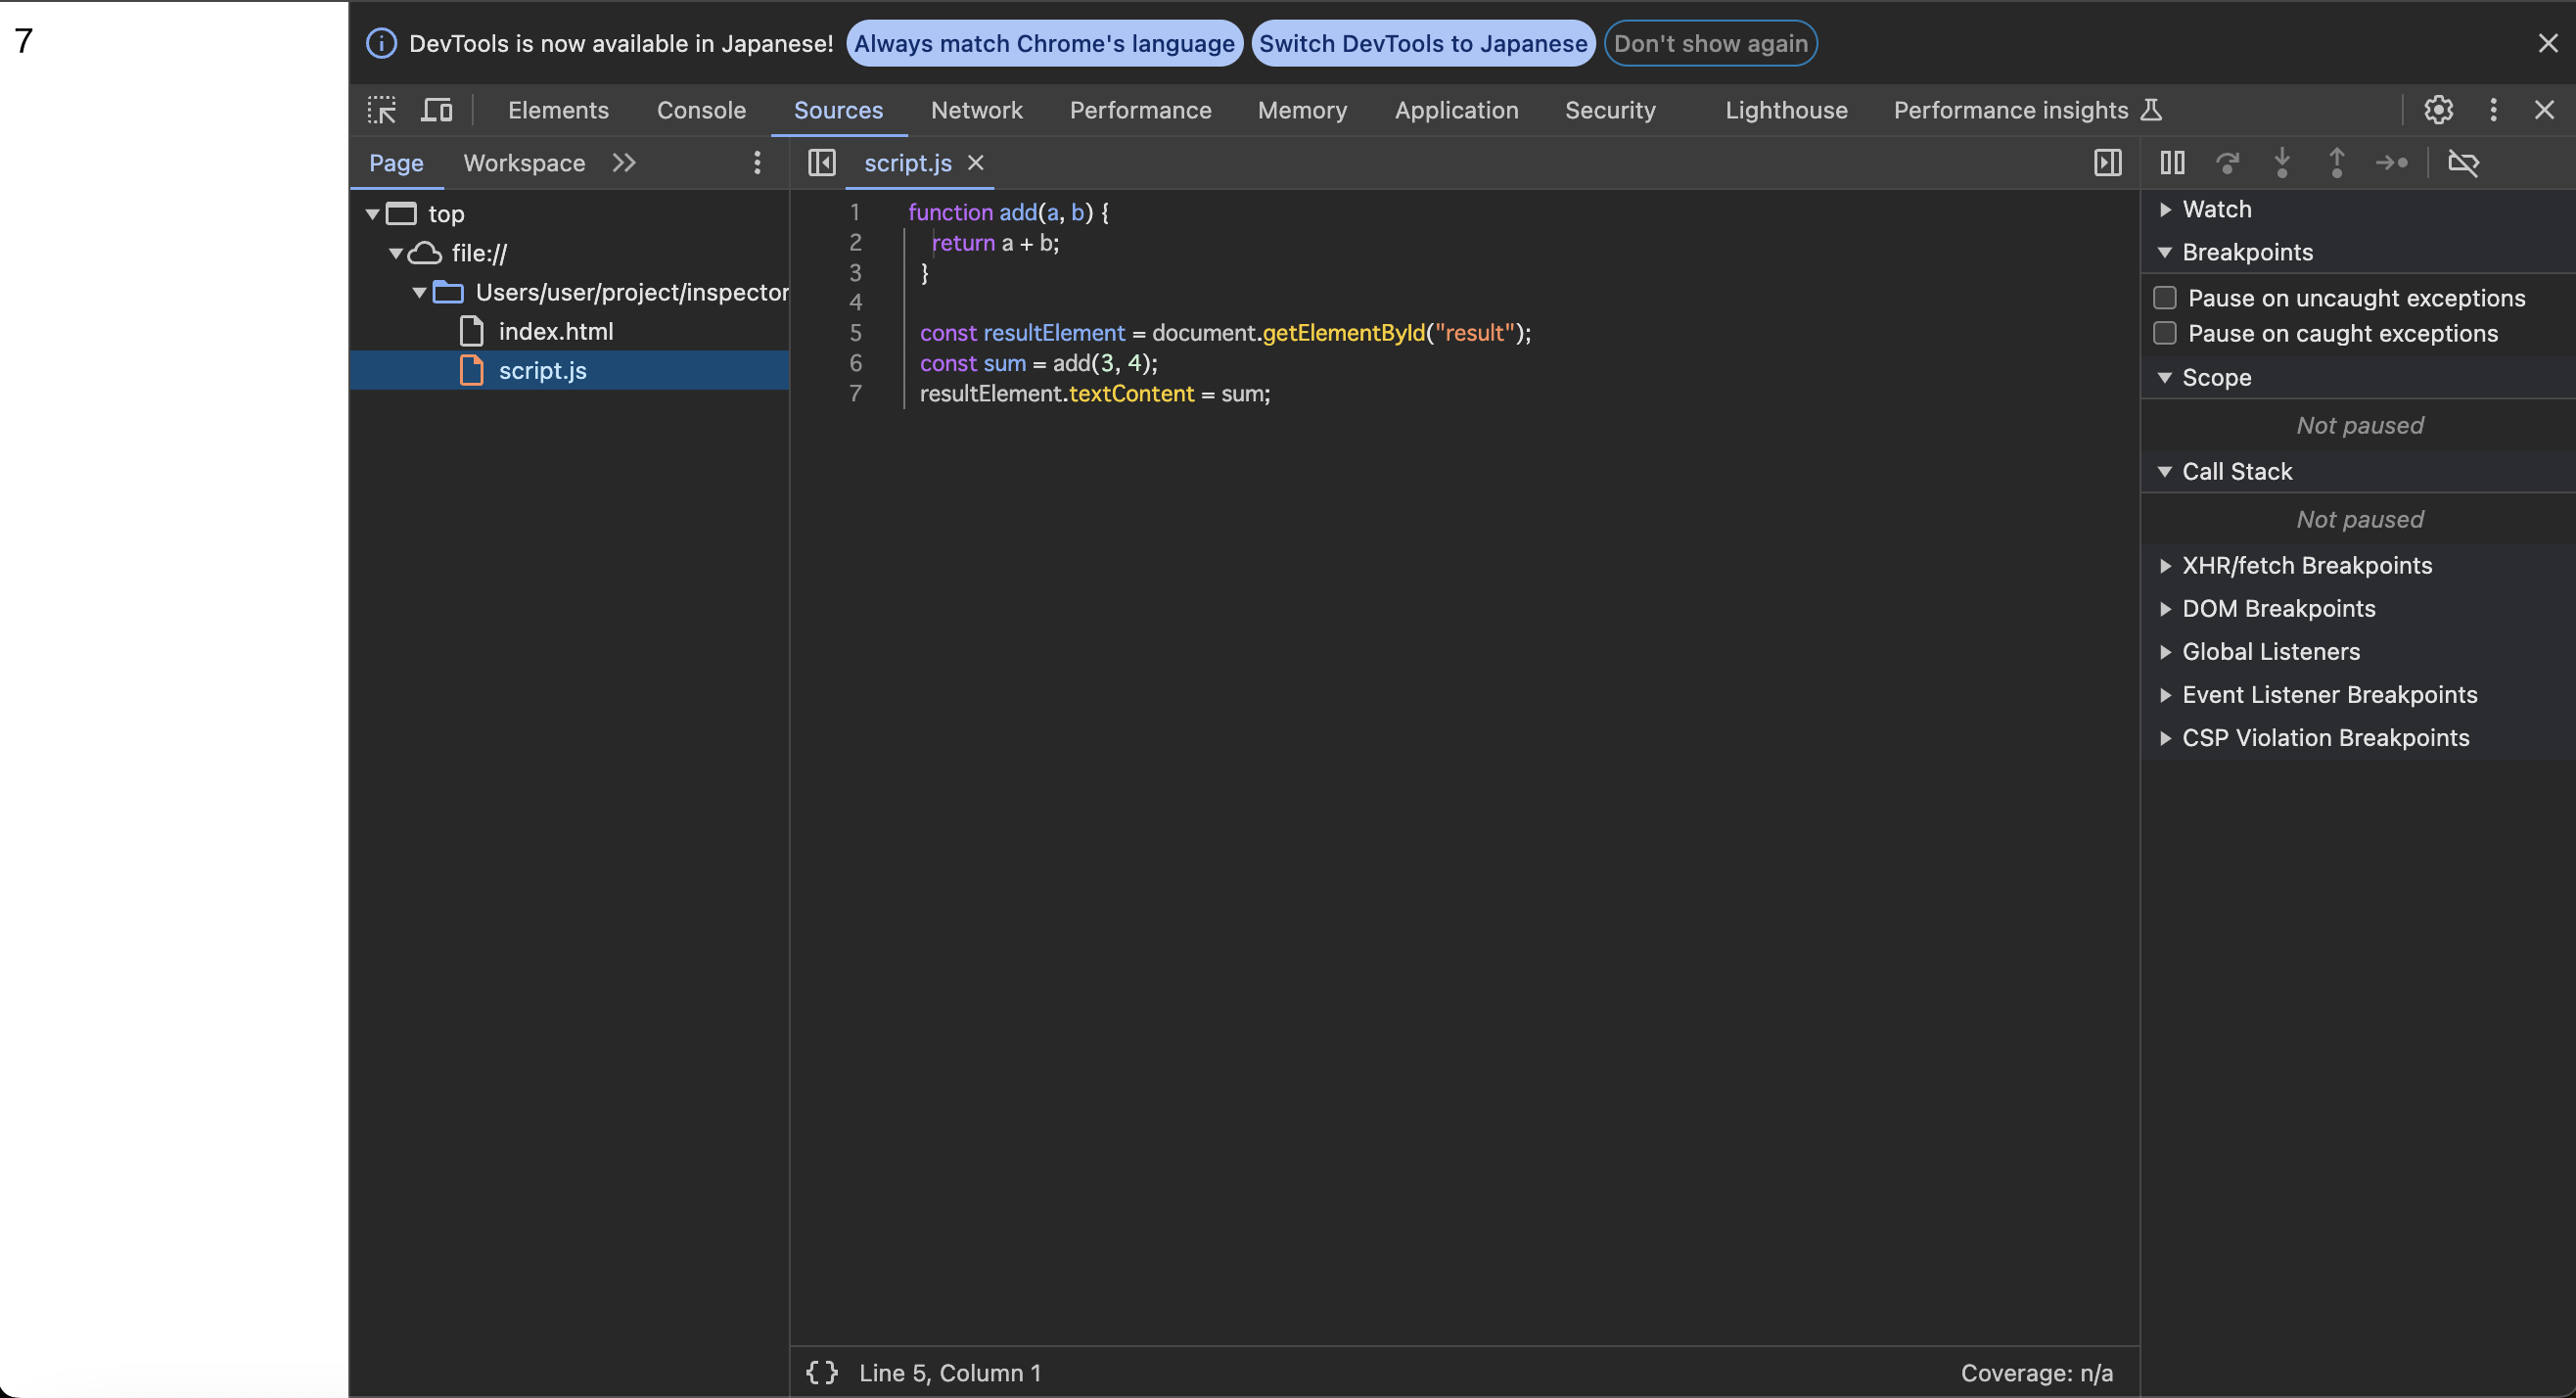 7
DevTools is now available in Japanese! Always match Chrome's language Switch DevTools to Japanese Don't show again
Elements Console Sources Network Performance Memory Application Security Lighthouse Performance insights
Page Workspace
script.js
top
file://
Users/user/project/inspector
index.html
script.js
1 function add(a, b) {
2 return a + b;
3 }
4
5 const resultElement = document.getElementById("result");
6 const sum = add(3, 4);
7 resultElement.textContent = sum;
{} Line 5, Column 1
Coverage: n/a
Watch
Breakpoints
Pause on uncaught exceptions
Pause on caught exceptions
Scope
Not paused
Call Stack
Not paused
XHR/fetch Breakpoints
DOM Breakpoints
Global Listeners
Event Listener Breakpoints
CSP Violation Breakpoints